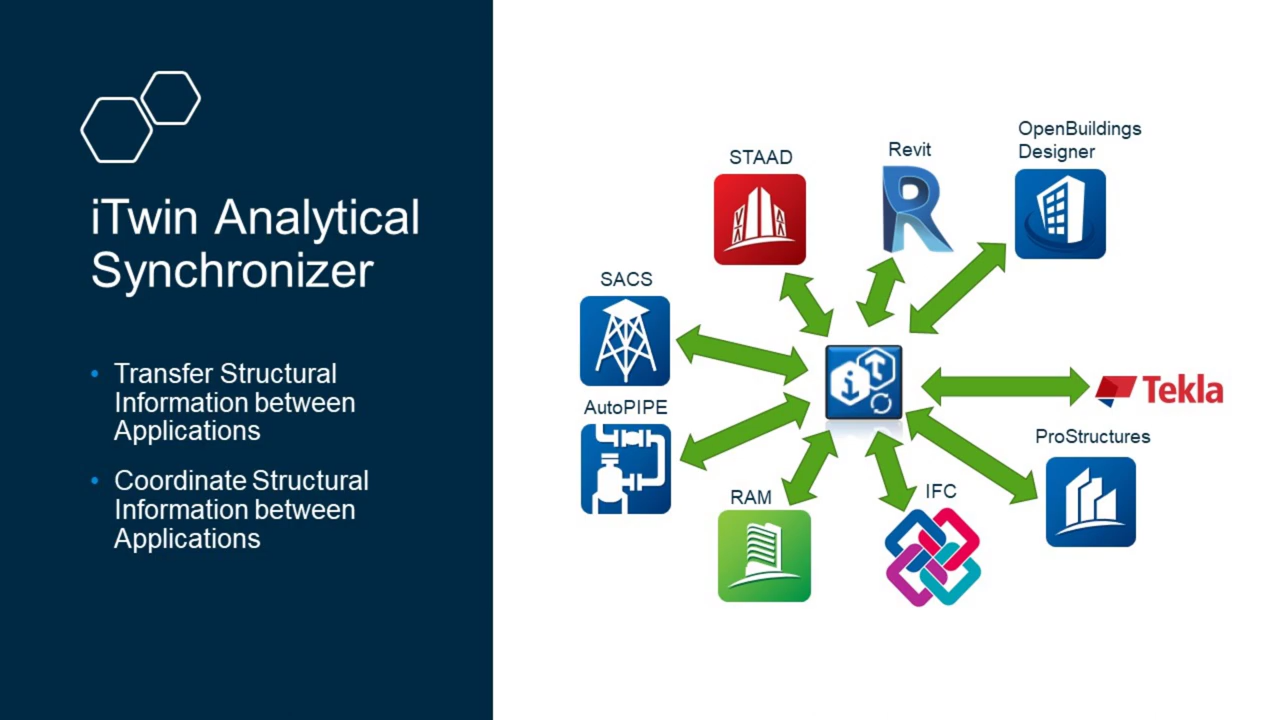 iTwin Analytical
Synchronizer
• Transfer Structural
Information between
Applications
• Coordinate Structural
Information between
Applications
STAAD
Revit
OpenBuildings
Designer
SACS
AutoPIPE
Tekla
ProStructures
RAM
IFC